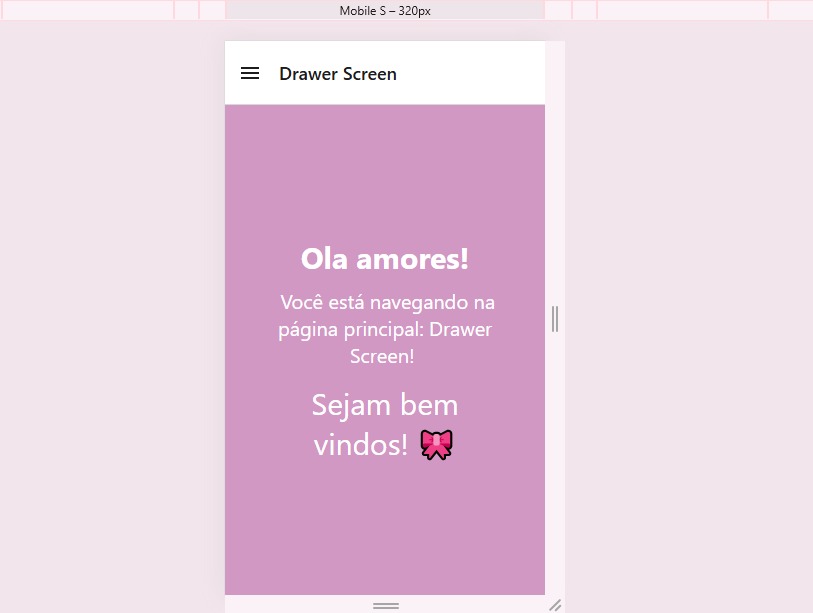 Mobile S – 320px
Drawer Screen
Ola amores!
Você está navegando na
página principal: Drawer
Screen!
Sejam bem
vindos! 🎀